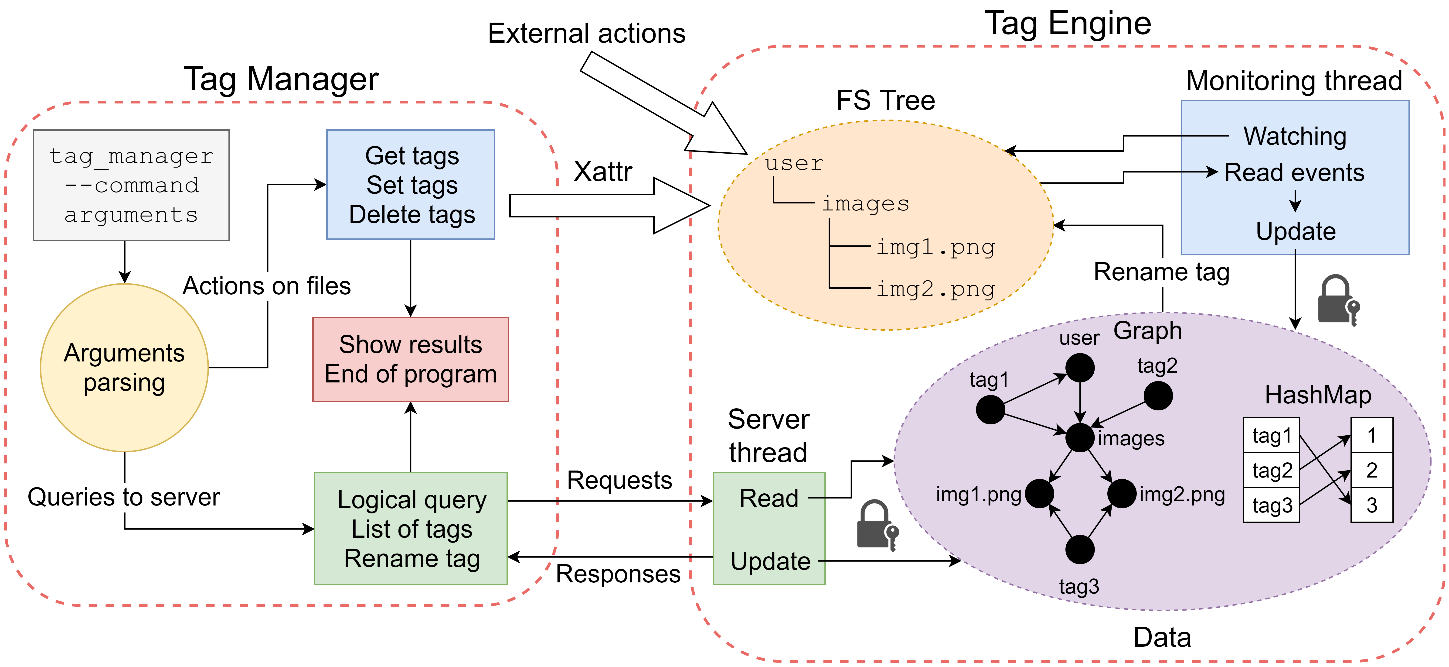 Tag Manager
tag_manager
--command
arguments
Get tags
Set tags
Delete tags
Actions on files
Arguments
parsing
Show results
End of program
Queries to server
Logical query
List of tags
Rename tag
External actions
Xattr
Requests
Responses
Tag Engine
FS Tree
user
images
img1.png
img2.png
Monitoring thread
Watching
Read events
Update
Rename tag
Server
thread
Read
Update
Graph
user
tag1
tag2
images
img1.png
img2.png
tag3
HashMap
tag1
tag2
tag3
1
2
3
Data